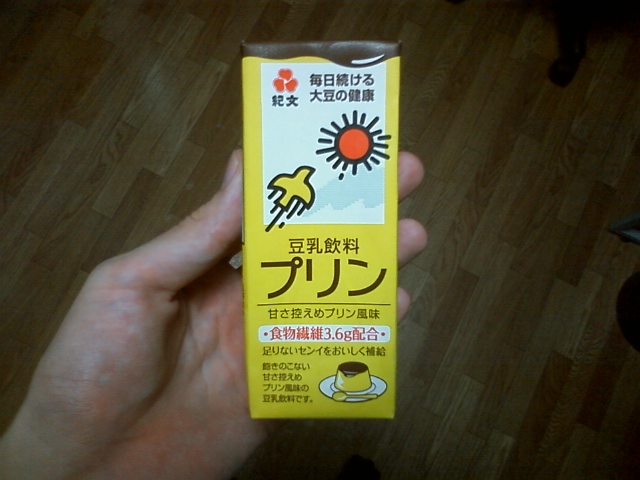 紀文
毎日続ける
大豆の健康
豆乳飲料
プリン
甘さ控えめプリン風味
・食物繊維3.6g配合・
足りないセンイをおいしく補給
飽きのこない
甘さ控えめ
プリン風味の
豆乳飲料です。